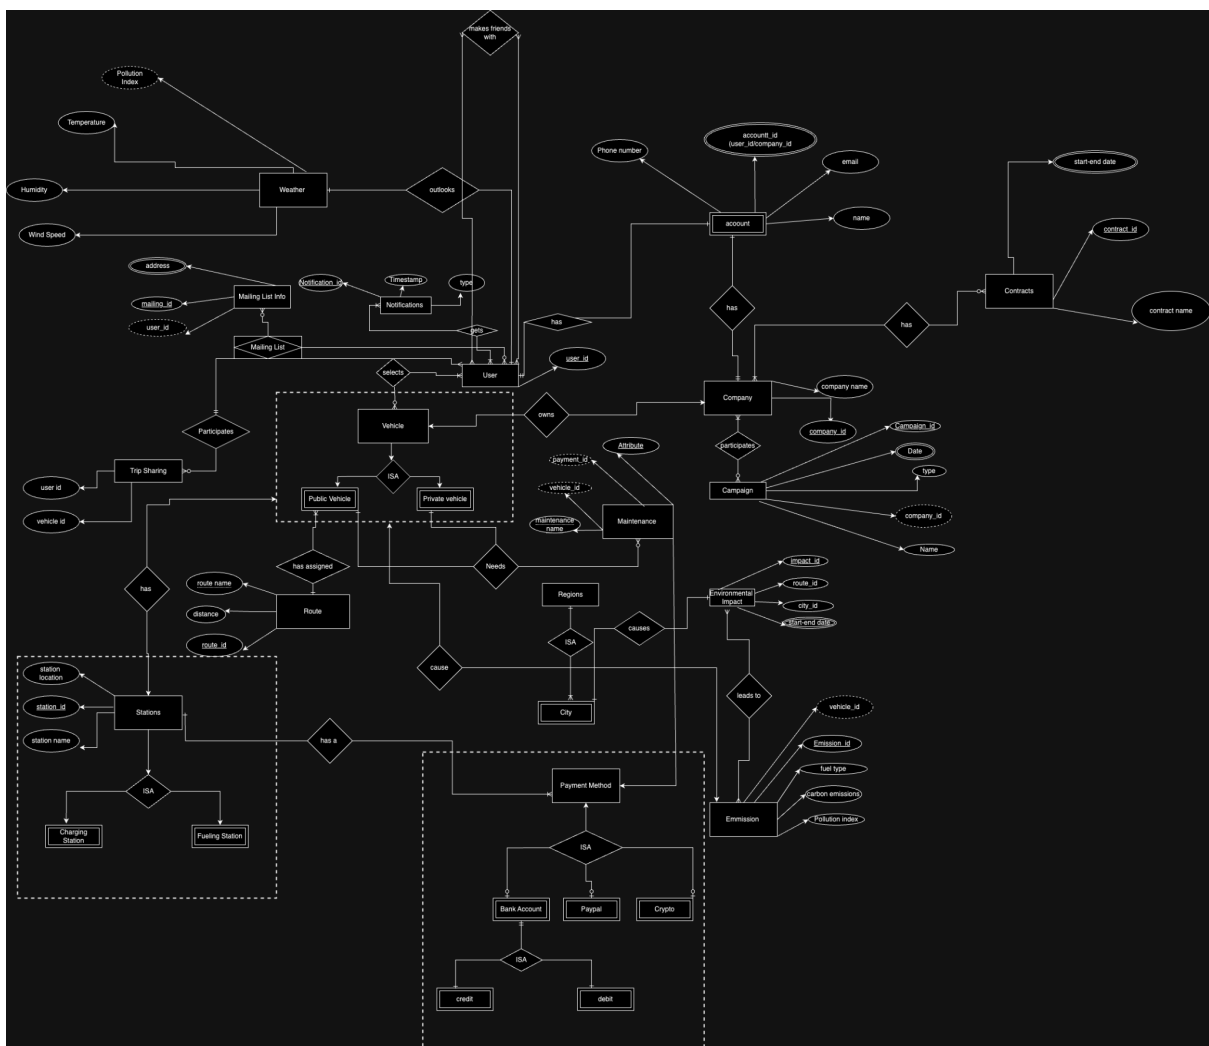 makes friends
with
Pollution
Index
Temperature
Humidity
Wind Speed
Weather
outlooks
Phone number
accountt_id
(user_id/company_id
email
name
acoount
start-end date
contract_id
Contracts
contract name
has
has
has
address
mailing_id
user_id
Mailing List Info
Mailing List
Notification_id
Timestamp
type
Notifications
gets
User
user_id
selects
Participates
Trip Sharing
user id
vehicle id
Vehicle
ISA
Public Vehicle
Private vehicle
owns
Company
company name
company_id
participates
Campaign
Campaign_id
Date
type
company_id
Name
Attribute
payment_id
vehicle_id
maintenance
name
Maintenance
Needs
has assigned
route name
distance
route_id
Route
has
Regions
ISA
City
causes
Environmental
Impact
impact_id
route_id
city_id
start-end date
cause
leads to
station
location
station_id
station name
Stations
ISA
Charging
Station
Fueling Station
has a
Payment Method
ISA
Bank Account
Paypal
Crypto
ISA
credit
debit
vehicle_id
Emission_id
fuel type
carbon emissions
Pollution index
Emmission